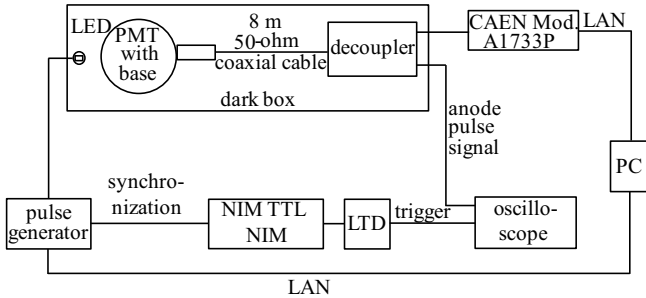 LED
PMT
with
base
8 m
50-ohm
coaxial cable
decoupler
dark box
CAEN Mod.
A1733P
LAN
anode
pulse
signal
PC
synchro-
nization
pulse
generator
NIM TTL
NIM
LTD
trigger
oscillo-
scope
LAN